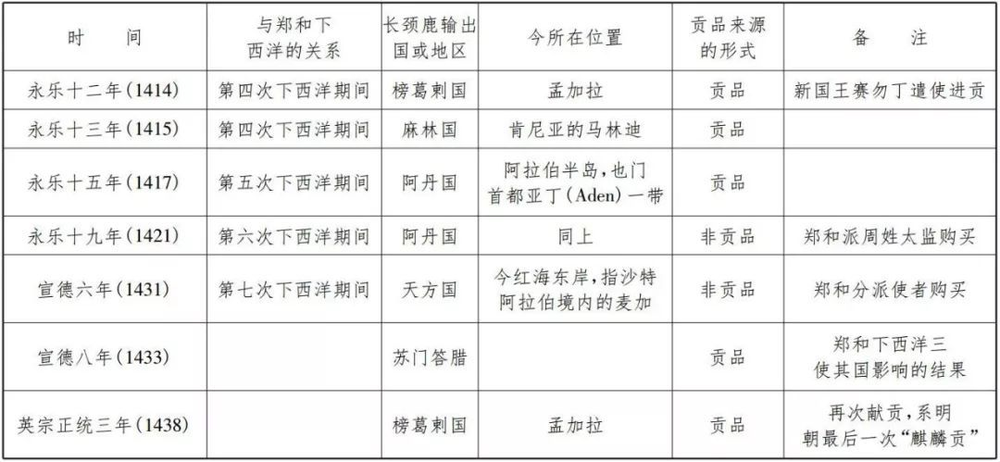 时 间
与郑和下
西洋的关系
长颈鹿输出
国或地区
今所在位置
贡品来源
的形式
备 注
永乐十二年(1414)
第四次下西洋期间
榜葛剌国
孟加拉
贡品
新国王赛勿丁遣使进贡
永乐十三年(1415)
第四次下西洋期间
麻林国
肯尼亚的马林迪
贡品
永乐十五年(1417)
第五次下西洋期间
阿丹国
阿拉伯半岛,也门
首都亚丁(Aden)一带
贡品
永乐十九年(1421)
第六次下西洋期间
阿丹国
同上
非贡品
郑和派周姓太监购买
宣德六年(1431)
第七次下西洋期间
天方国
今红海东岸,指沙特
阿拉伯境内的麦加
非贡品
郑和分派使者购买
宣德八年(1433)
苏门答腊
贡品
郑和下西洋三
使其国影响的结果
英宗正统三年(1438)
榜葛剌国
孟加拉
贡品
再次献贡,系明
朝最后一次“麒麟贡”